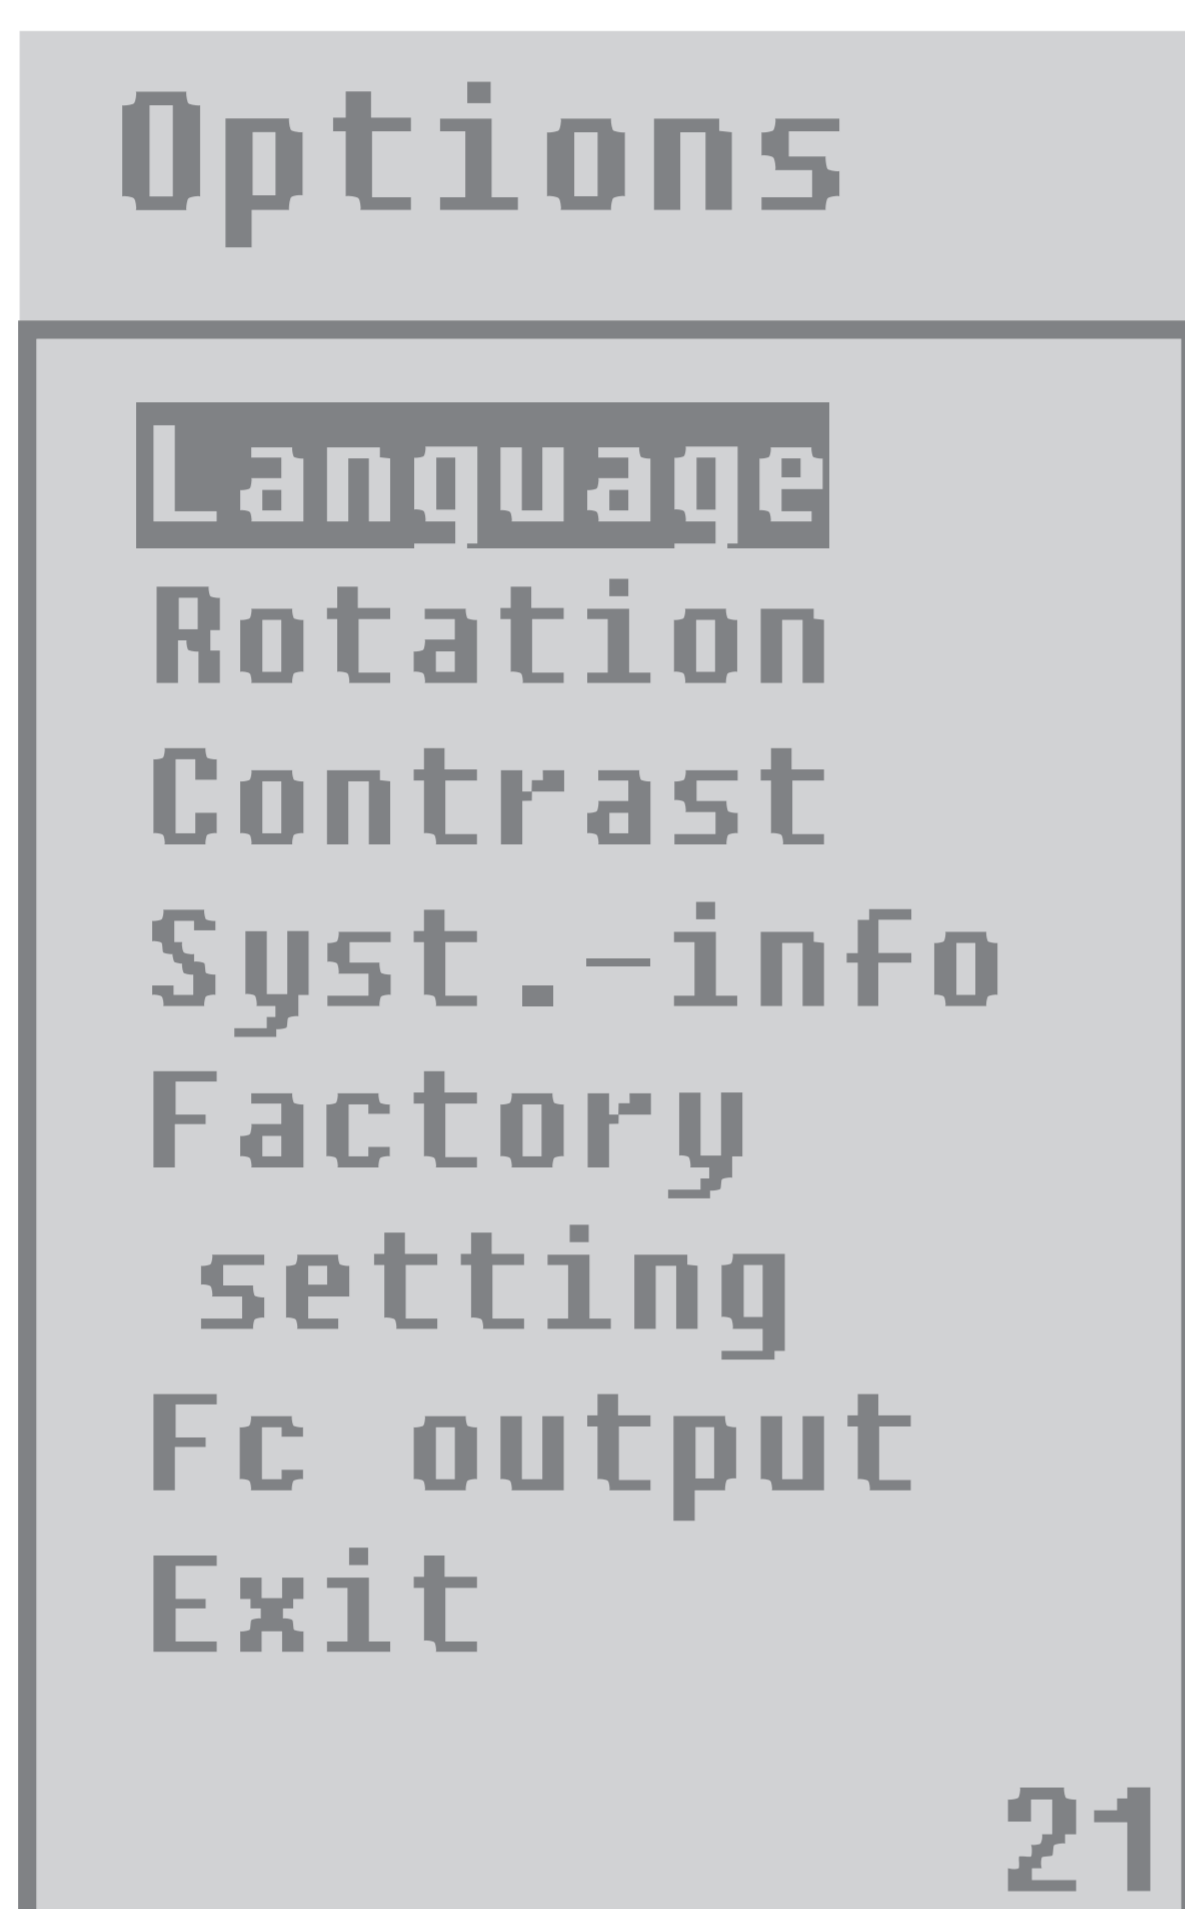 Options
Language
Rotation
Contrast
Syst.-info
Factory
setting
Fc output
Exit
21